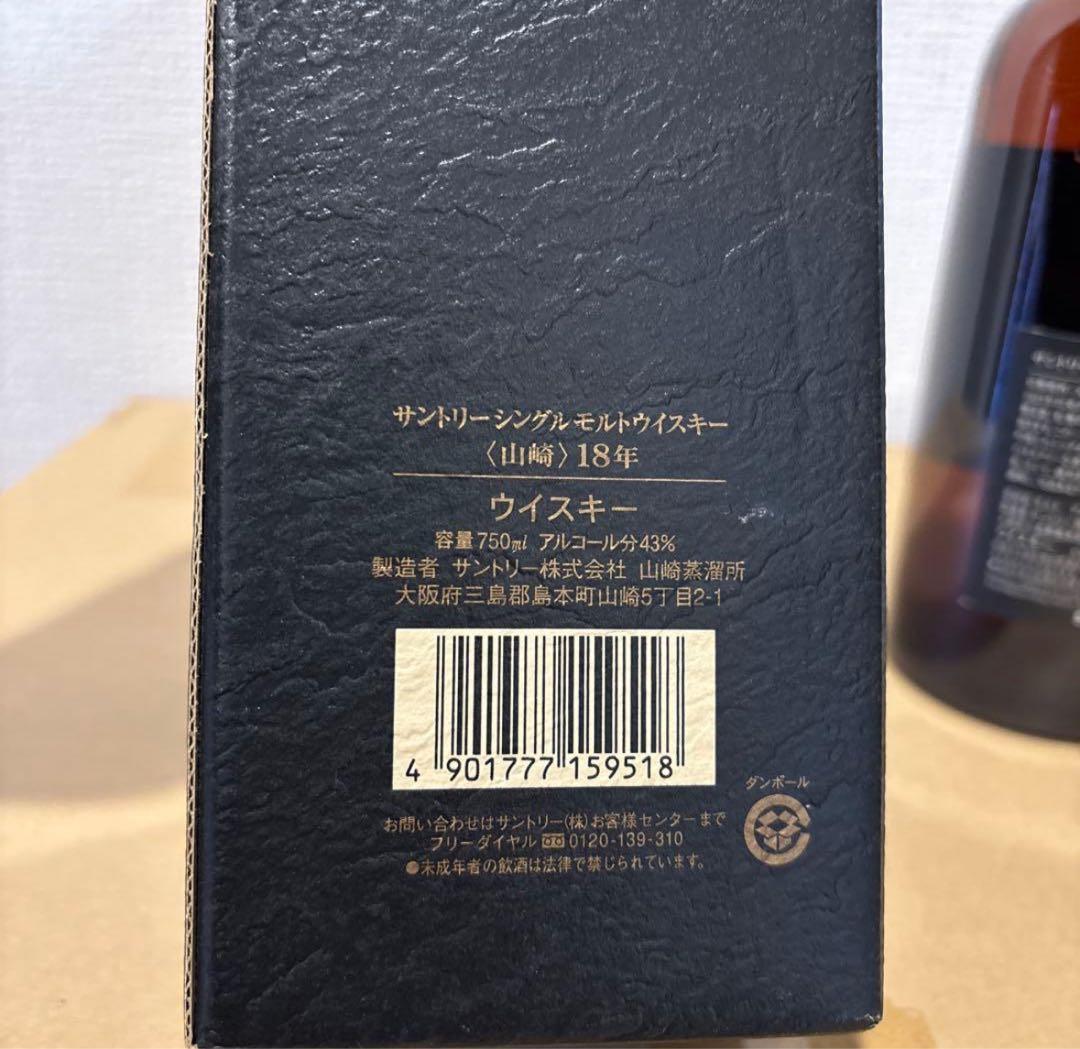 サントリーシングルモルトウイスキー
〈山崎〉18年
ウイスキー
容量750ml アルコール分43%
製造者 サントリー株式会社 山崎蒸溜所
大阪府三島郡島本町山崎5丁目2-1
4 901777 159518
ダンボール
お問い合わせはサントリー(株)お客様センターまで
フリーダイヤル 0120-139-310
●未成年者の飲酒は法律で禁じられています。